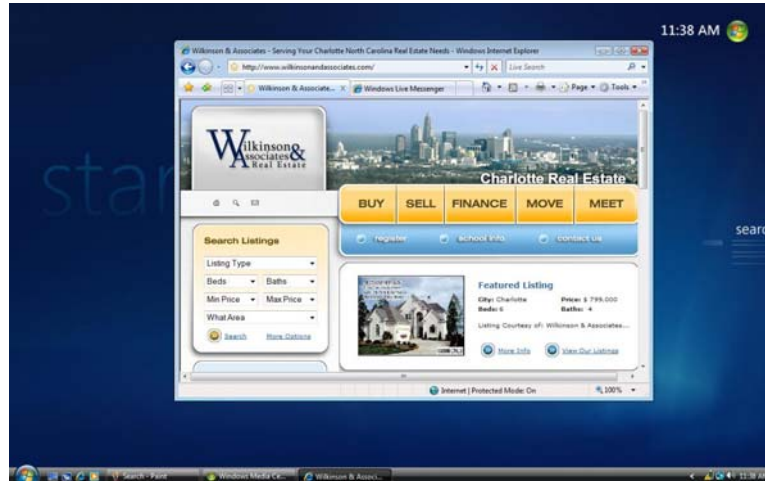 11:38 AM
Wilkinson & Associates - Serving Your Charlotte North Carolina Real Estate Needs - Windows Internet Explorer
http://www.wilkinsonandassociates.com/
Live Search
Wilkinson & Associate...
Windows Live Messenger
Page
Tools
star
Wilkinson &
Associates
Real Estate
Charlotte Real Estate
BUY SELL FINANCE MOVE MEET
register school info contact us
searc
Search Listings
Listing Type
Beds Baths
Min Price Max Price
What Area
Search More Options
Featured Listing
City: Charlotte Price: $ 799,000
Beds: 6 Baths: 4
Listing Courtesy of: Wilkinson & Associates...
More Info View Our Listings
Internet | Protected Mode: On 100%
Search - Paint Windows Media Ce... Wilkinson & Associ... 11:38 AM